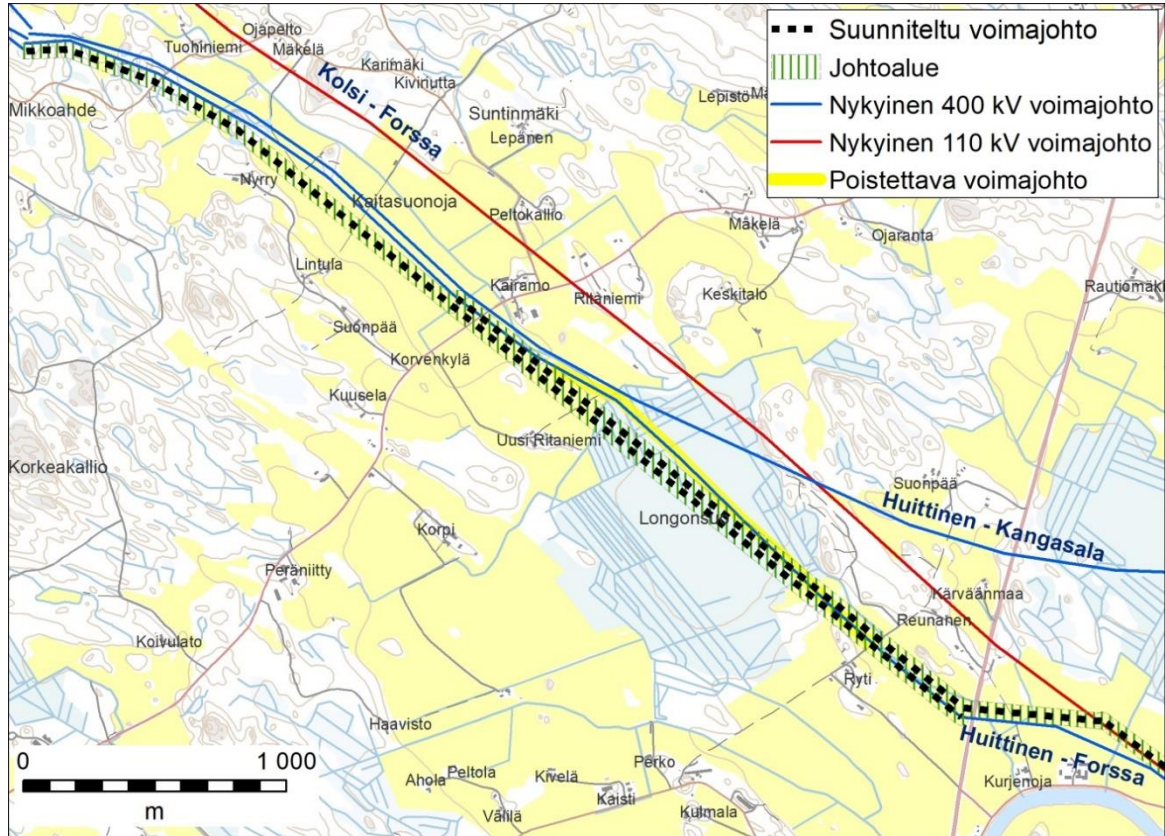 Suunniteltu voimajohto
Johtoalue
Nykyinen 400 kV voimajohto
Nykyinen 110 kV voimajohto
Poistettava voimajohto
Ojapelto
Tuohiniemi
Mäkelä
Karimäki
Kiviriutta
Kolsi - Forssa
Mikkoahde
Suntinmäki
Lepänen
Lepistö
Nyrry
Kaitasuonoja
Peltokallio
Mäkelä
Ojaranta
Lintula
Kairamo
Ritaniemi
Keskitalo
Rautiomäki
Suonpää
Korvenkylä
Kuusela
Uusi Ritaniemi
Korkeakallio
Suonpää
Huittinen - Kangasala
Korpi
Peräniitty
Kärväänmaa
Reunanen
Koivulato
Ryti
Haavisto
Huittinen - Forssa
0 1 000
m
Ahola
Peltola
Kivelä
Perko
Kurjenoja
Kaisti
Välilä
Kulmala